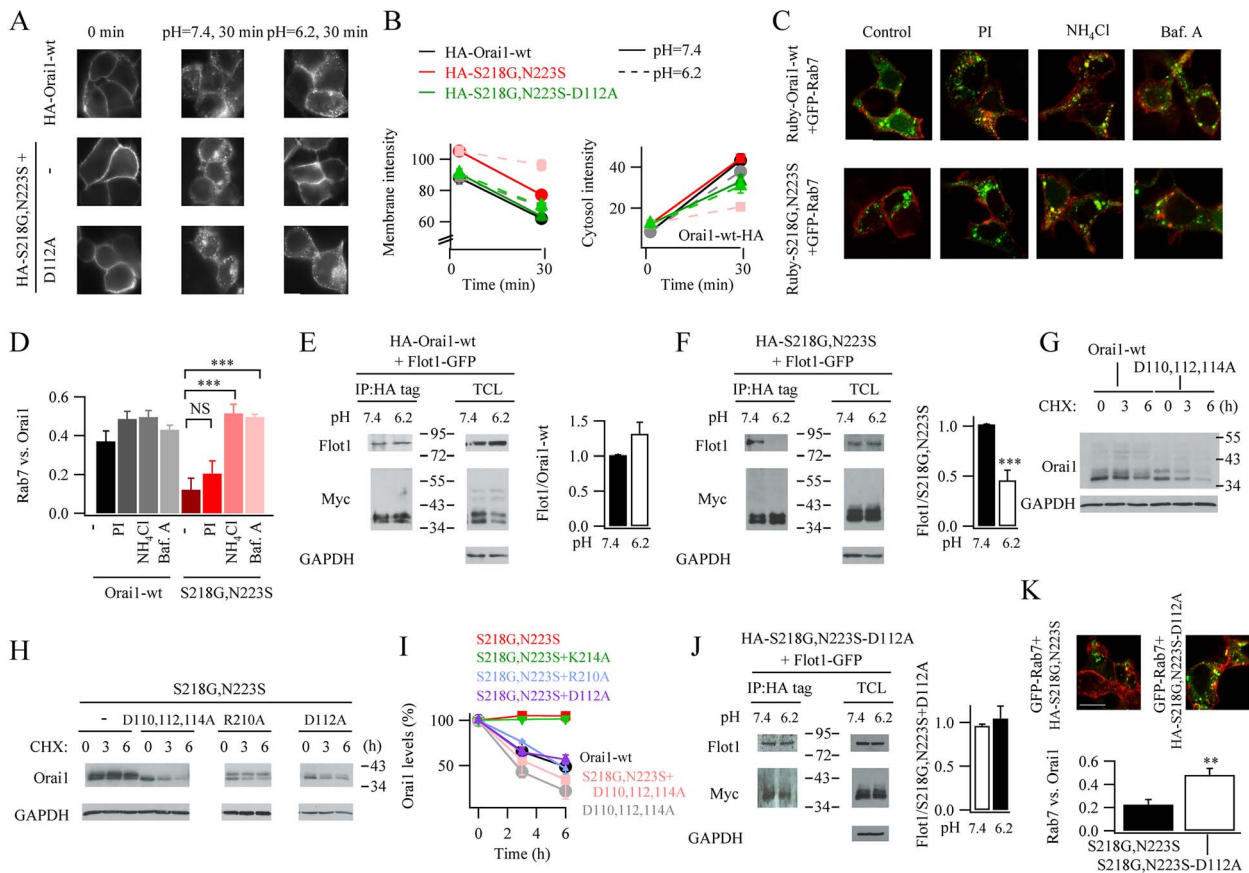 A
0 min
pH=7.4, 30 min
pH=6.2, 30 min
HA-Orai1-wt
HA-S218G,N223S +
-
D112A
B
HA-Orai1-wt
HA-S218G,N223S
HA-S218G,N223S-D112A
pH=7.4
pH=6.2
Membrane intensity
100
80
60
0
30
Time (min)
Cytosol intensity
40
20
Orai1-wt-HA
0
30
Time (min)
C
Control
PI
NH4Cl
Baf. A
Ruby-Orai1-wt
+GFP-Rab7
Ruby-S218G,N223S
+GFP-Rab7
D
Rab7 vs. Orai1
0.6
0.4
0.2
0.0
***
***
NS
-
PI
NH4Cl
Baf. A
-
PI
NH4Cl
Baf. A
Orai1-wt
S218G,N223S
E
HA-Orai1-wt
+ Flot1-GFP
IP:HA tag
TCL
pH
7.4
6.2
7.4
6.2
Flot1
95
72
Myc
55
43
34
GAPDH
Flot1/Orai1-wt
1.5
1.0
0.5
0.0
pH
7.4
6.2
F
HA-S218G,N223S
+ Flot1-GFP
IP:HA tag
TCL
pH
7.4
6.2
7.4
6.2
Flot1
95
72
Myc
55
43
34
GAPDH
Flot1/S218G,N223S
1.0
0.5
0.0
***
pH
7.4
6.2
G
Orai1-wt
D110,112,114A
CHX:
0
3
6
0
3
6
(h)
Orai1
55
43
34
GAPDH
H
S218G,N223S
-
D110,112,114A
R210A
D112A
CHX:
0
3
6
0
3
6
0
3
6
0
3
6
(h)
Orai1
43
34
GAPDH
I
S218G,N223S
S218G,N223S+K214A
S218G,N223S+R210A
S218G,N223S+D112A
Orai1 levels (%)
100
50
Orai1-wt
S218G,N223S+
D110,112,114A
D110,112,114A
0
2
4
6
Time (h)
J
HA-S218G,N223S-D112A
+ Flot1-GFP
IP:HA tag
TCL
pH
7.4
6.2
7.4
6.2
Flot1
95
72
Myc
55
43
34
GAPDH
Flot1/S218G,N223S+D112A
1.0
0.5
0.0
pH
7.4
6.2
K
GFP-Rab7+
HA-S218G,N223S
GFP-Rab7+
HA-S218G,N223S-D112A
Rab7 vs. Orai1
0.6
0.4
0.2
0.0
**
S218G,N223S
S218G,N223S-D112A